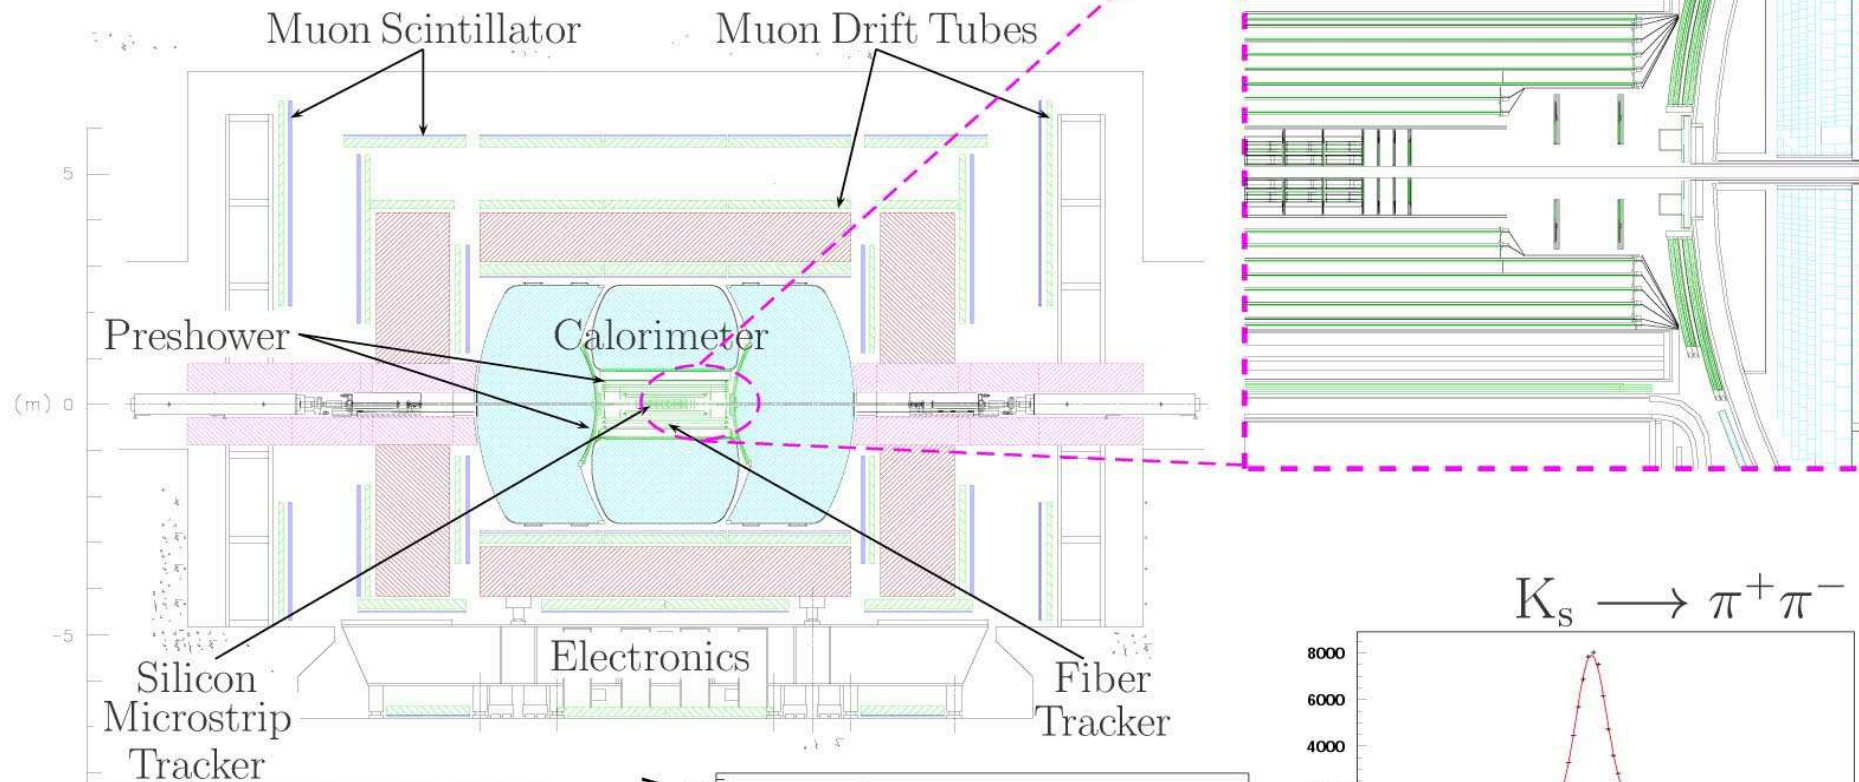 Muon Scintillator
Muon Drift Tubes
5
Preshower
Calorimeter
(m) 0
-5
Electronics
Silicon
Microstrip
Tracker
Fiber
Tracker
Kₛ ⟶ π⁺π⁻
8000
6000
4000